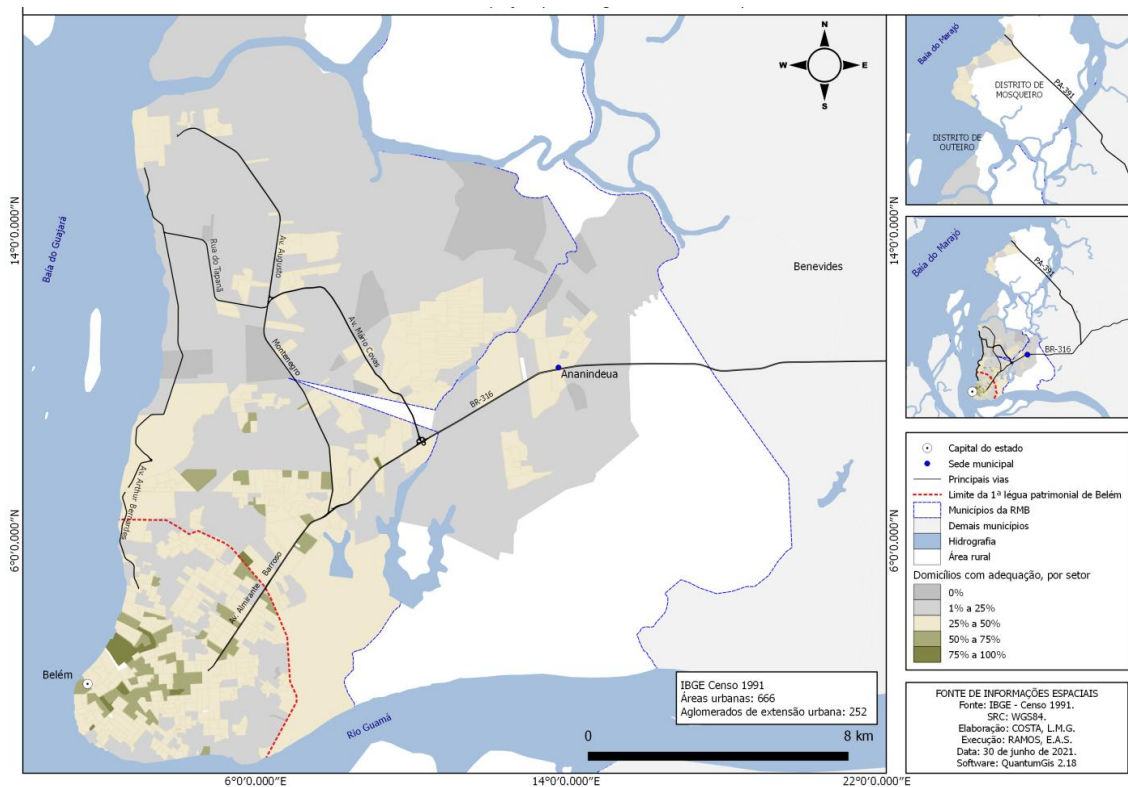 N
W
E
S
Baía do Guajará
Rua do Tapanã
Av. Augusto
Montenegro
Av. Mário Covas
BR-316
Ananindeua
Benevides
Av. Arthur Bernardes
Av. Almirante Barroso
Belém
Rio Guamá
IBGE Censo 1991
Áreas urbanas: 666
Aglomerados de extensão urbana: 252
0
8 km
14°0'0.000"N
6°0'0.000"N
6°0'0.000"E
14°0'0.000"E
22°0'0.000"E
14°0'0.000"N
6°0'0.000"N
Baía do Marajó
PA-391
DISTRITO DE
MOSQUEIRO
DISTRITO DE
OUTEIRO
Baía do Marajó
PA-391
BR-316
Capital do estado
Sede municipal
Principais vias
Limite da 1ª légua patrimonial de Belém
Municípios da RMB
Demais municípios
Hidrografia
Área rural
Domicílios com adequação, por setor
0%
1% a 25%
25% a 50%
50% a 75%
75% a 100%
FONTE DE INFORMAÇÕES ESPACIAIS
Fonte: IBGE - Censo 1991.
SRC: WGS84.
Elaboração: COSTA, L.M.G.
Execução: RAMOS, E.A.S.
Data: 30 de junho de 2021.
Software: QuantumGis 2.18